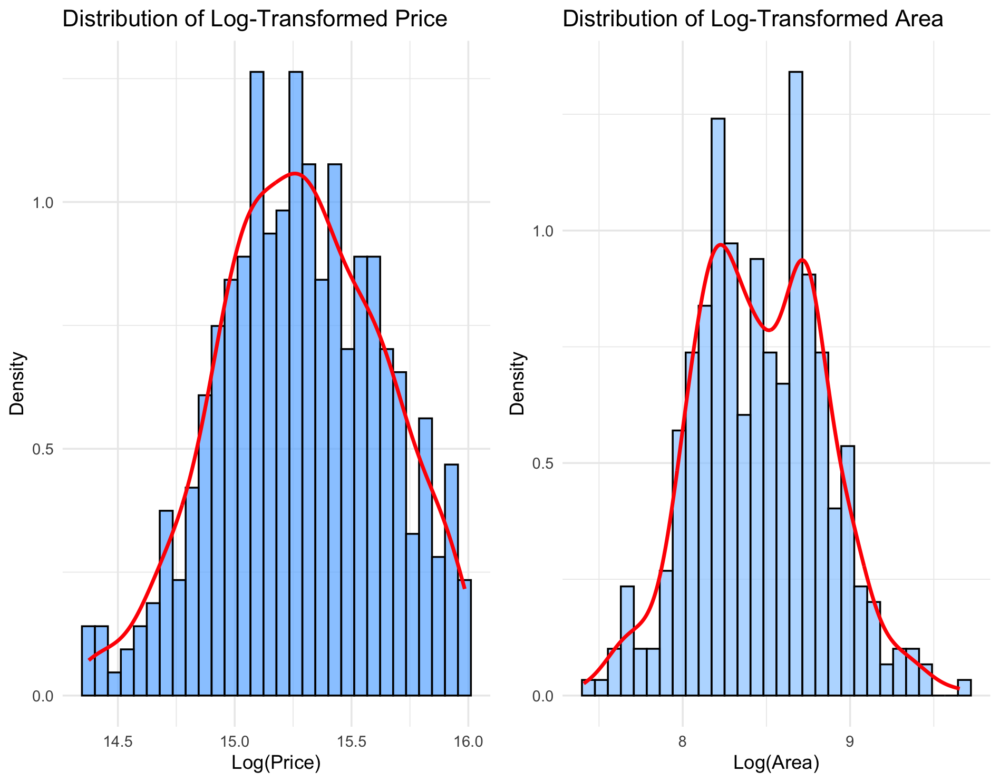 Distribution of Log-Transformed Price
Density
1.0
0.5
0.0
14.5 15.0 15.5 16.0
Log(Price)
Distribution of Log-Transformed Area
Density
1.0
0.5
0.0
8 9
Log(Area)